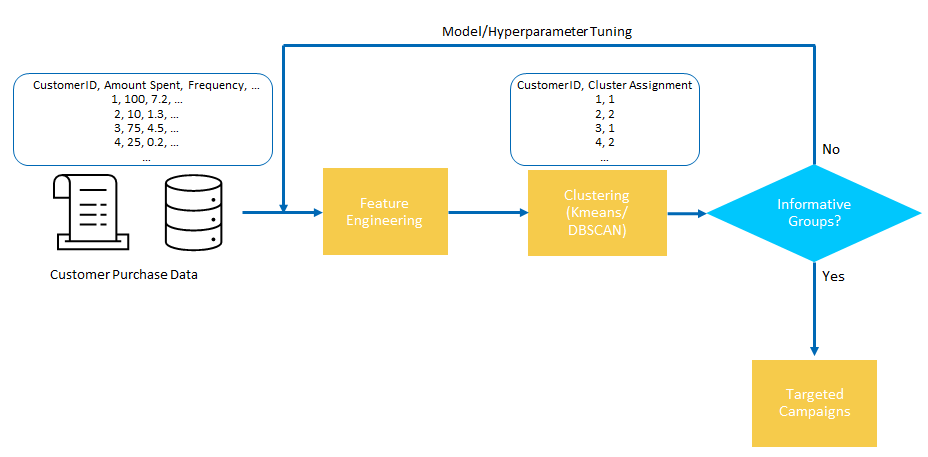 Model/Hyperparameter Tuning
CustomerID, Amount Spent, Frequency, ...
1, 100, 7.2, ...
2, 10, 1.3, ...
3, 75, 4.5, ...
4, 25, 0.2, ...
...
CustomerID, Cluster Assignment
1, 1
2, 2
3, 1
4, 2
...
Customer Purchase Data
Feature
Engineering
Clustering
(Kmeans/
DBSCAN)
Informative
Groups?
No
Yes
Targeted
Campaigns